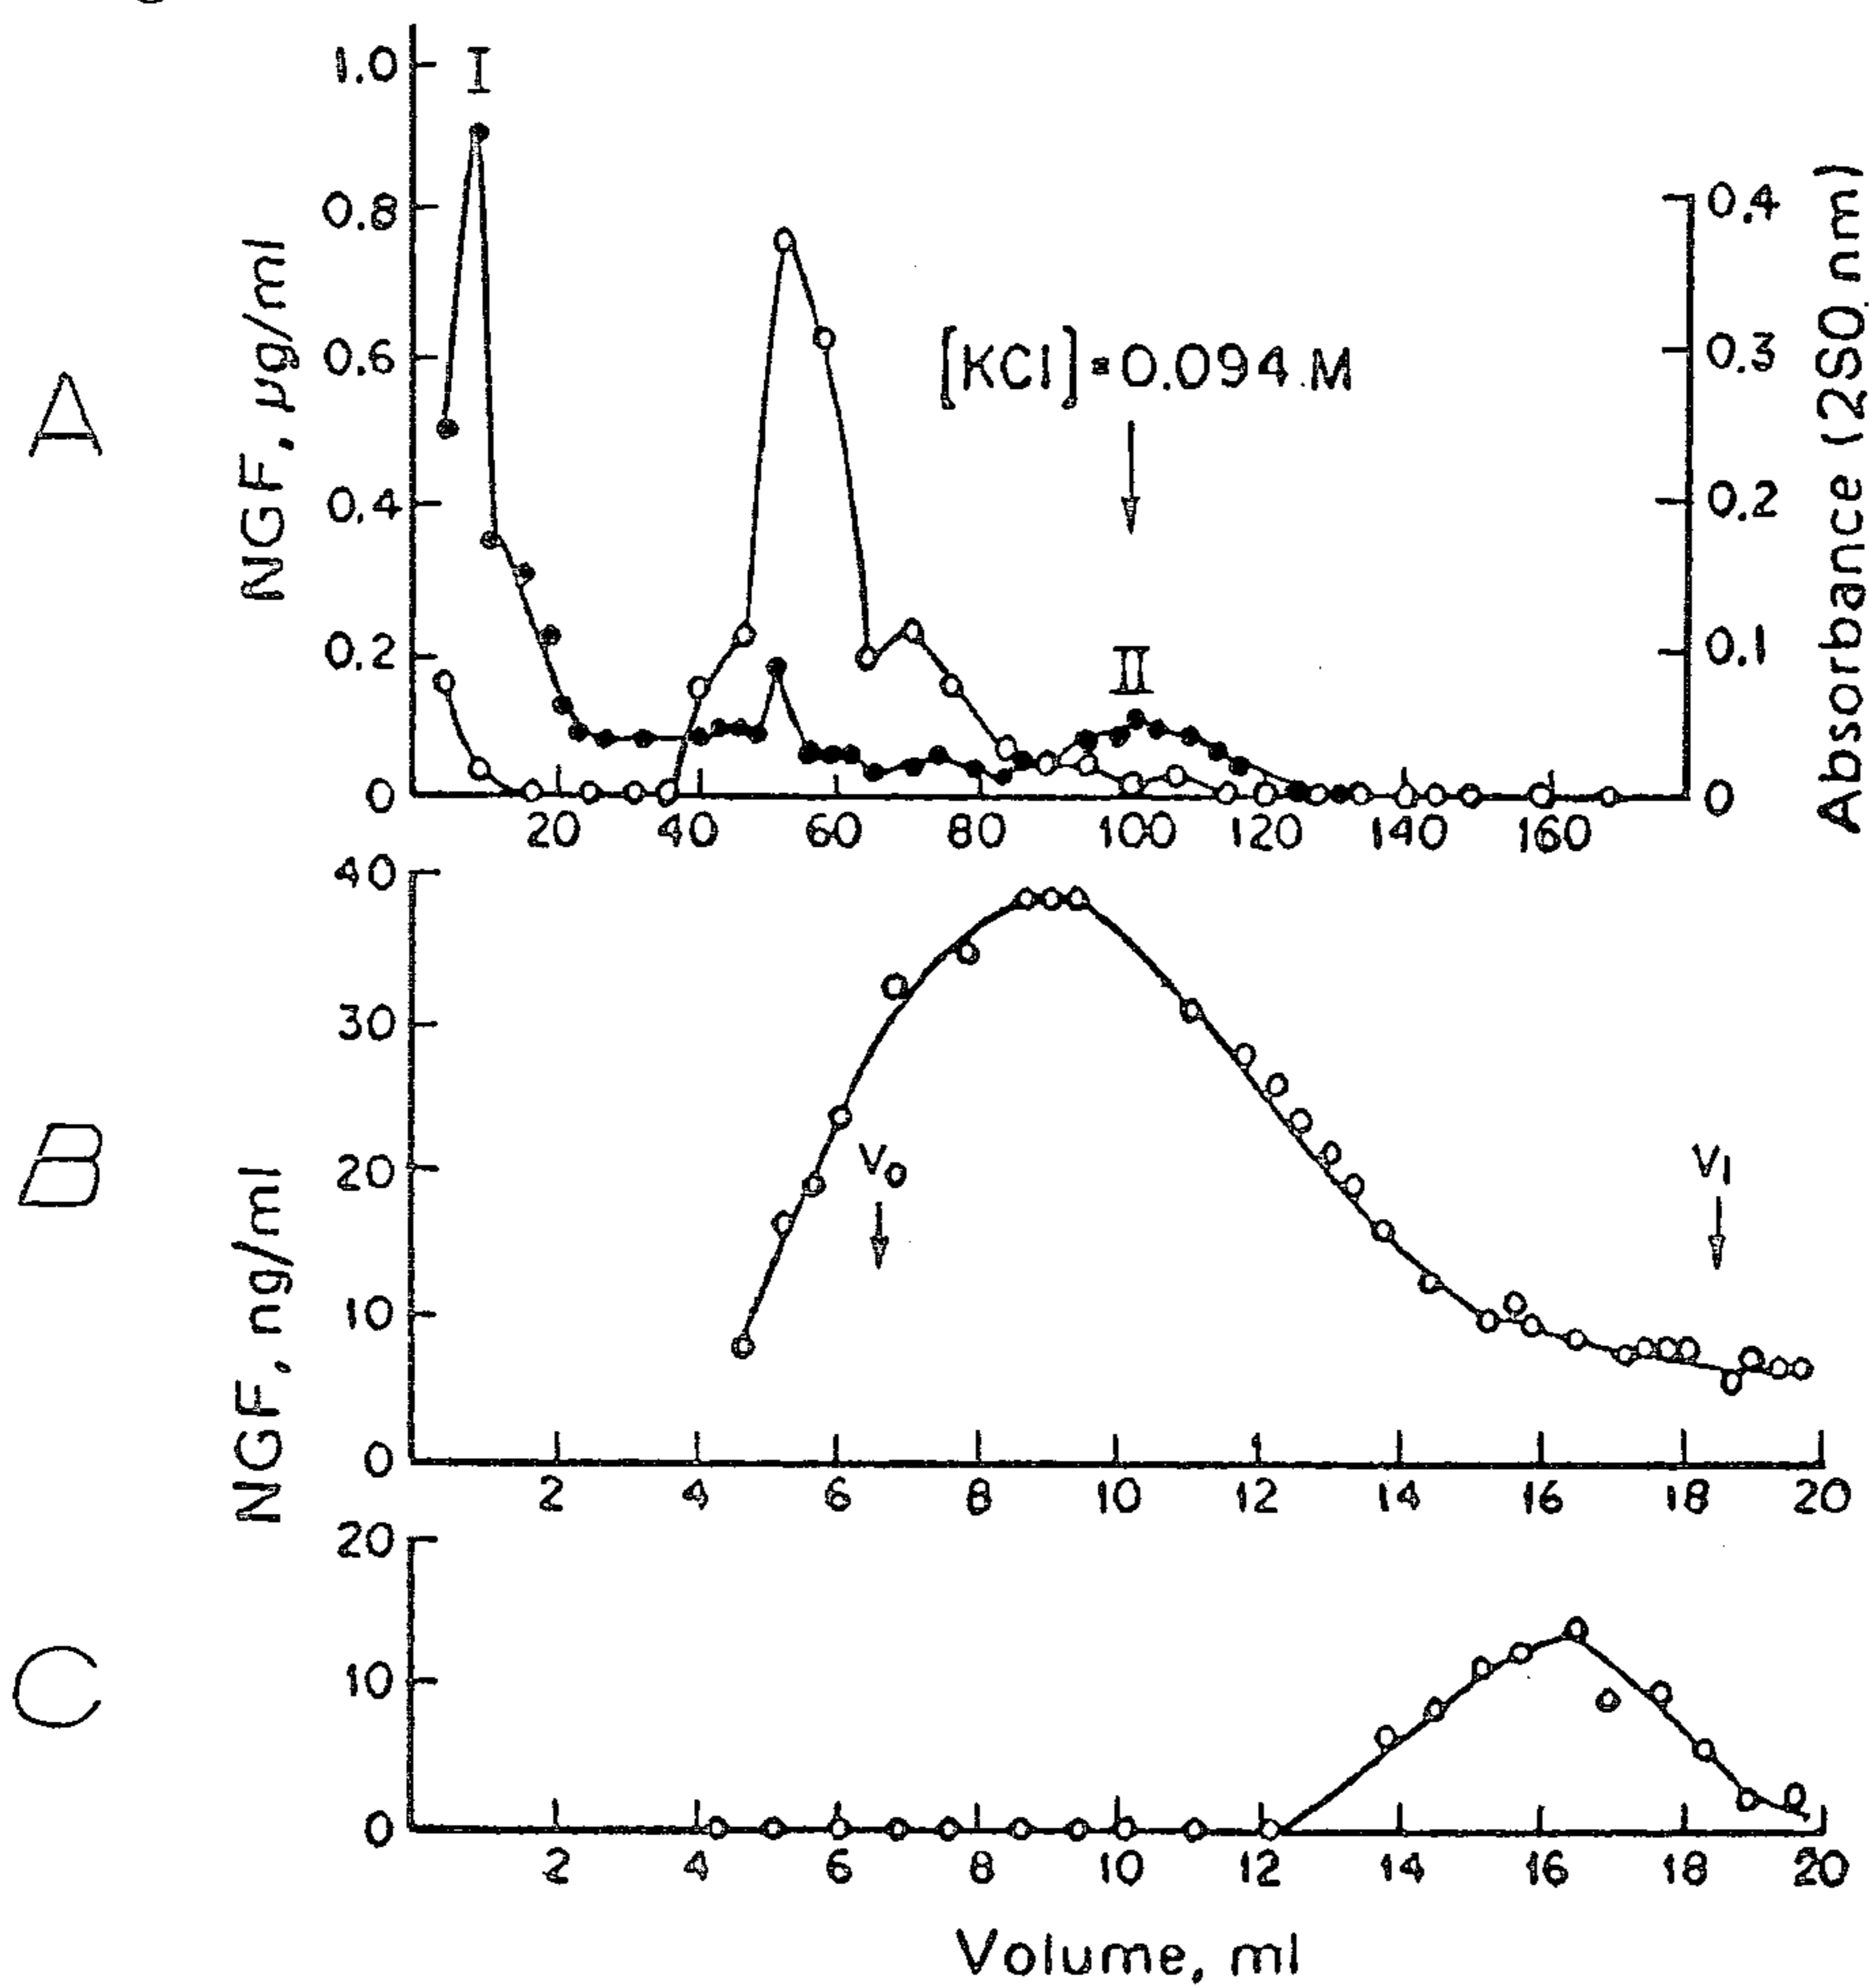 A
NGF, µg/ml
1.0
0.8
0.6
0.4
0.2
0
I
[KCl]=0.094 M
II
Absorbance (2SO nm)
0.4
0.3
0.2
0.1
0
20 40 60 80 100 120 140 160
B
NGF, ng/ml
40
30
20
10
0
Vo
VI
2 4 6 8 10 12 14 16 18 20
C
20
10
0
2 4 6 8 10 12 14 16 18 20
Volume, ml